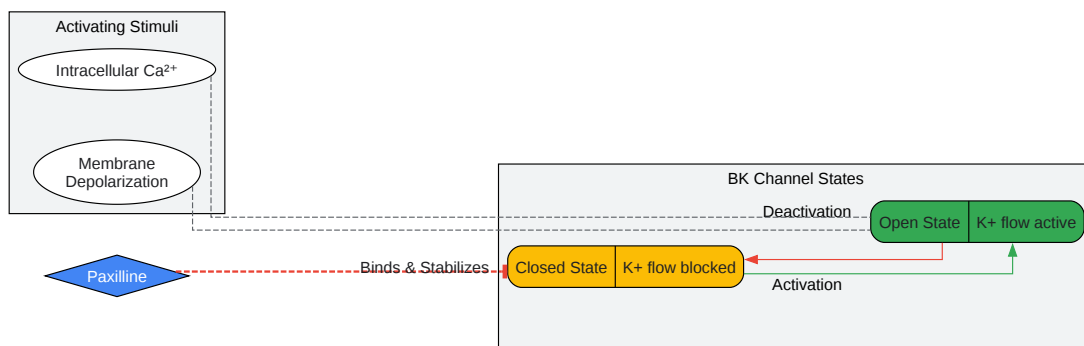 Activating Stimuli
Intracellular Ca²⁺
Membrane
Depolarization
BK Channel States
Deactivation
Open State
K+ flow active
Paxilline
Binds & Stabilizes
Closed State
K+ flow blocked
Activation